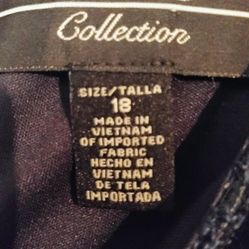 Collection
SIZE/TALLA
18
MADE IN
VIETNAM
OF IMPORTED
FABRIC
HECHO EN
VIETNAM
DE TELA
IMPORTADA